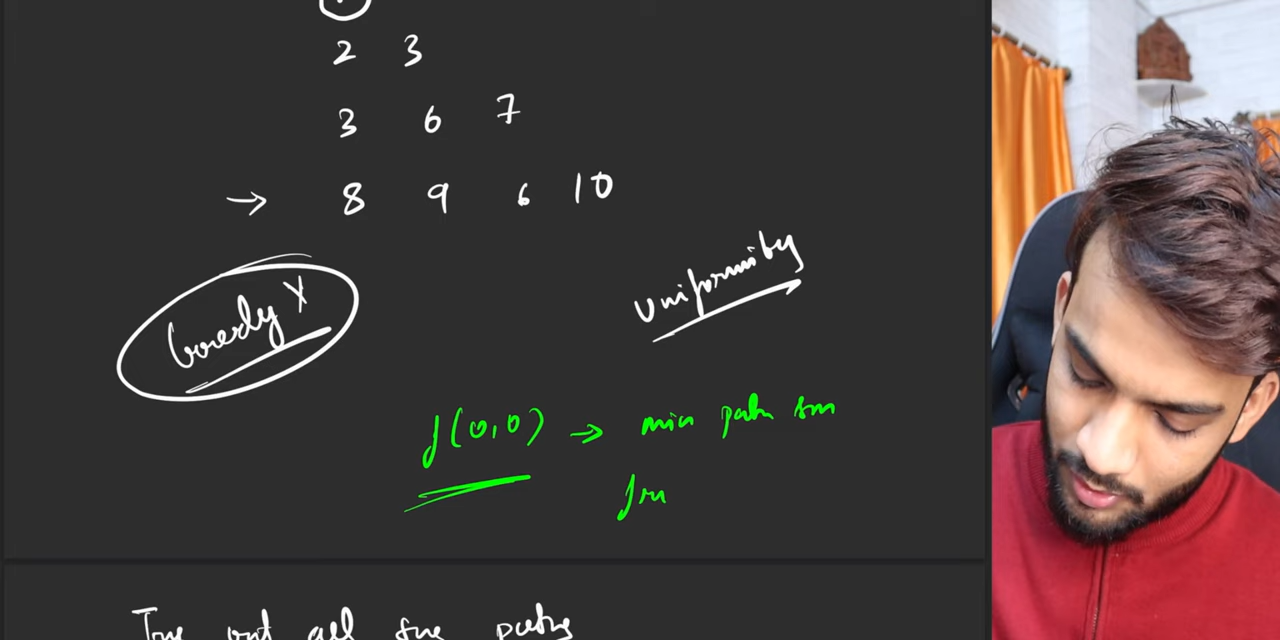 2 3
3 6 7
→ 8 9 6 10
Greedy X
uniformity
f(0,0) → min path sum
from
Try out all the paths